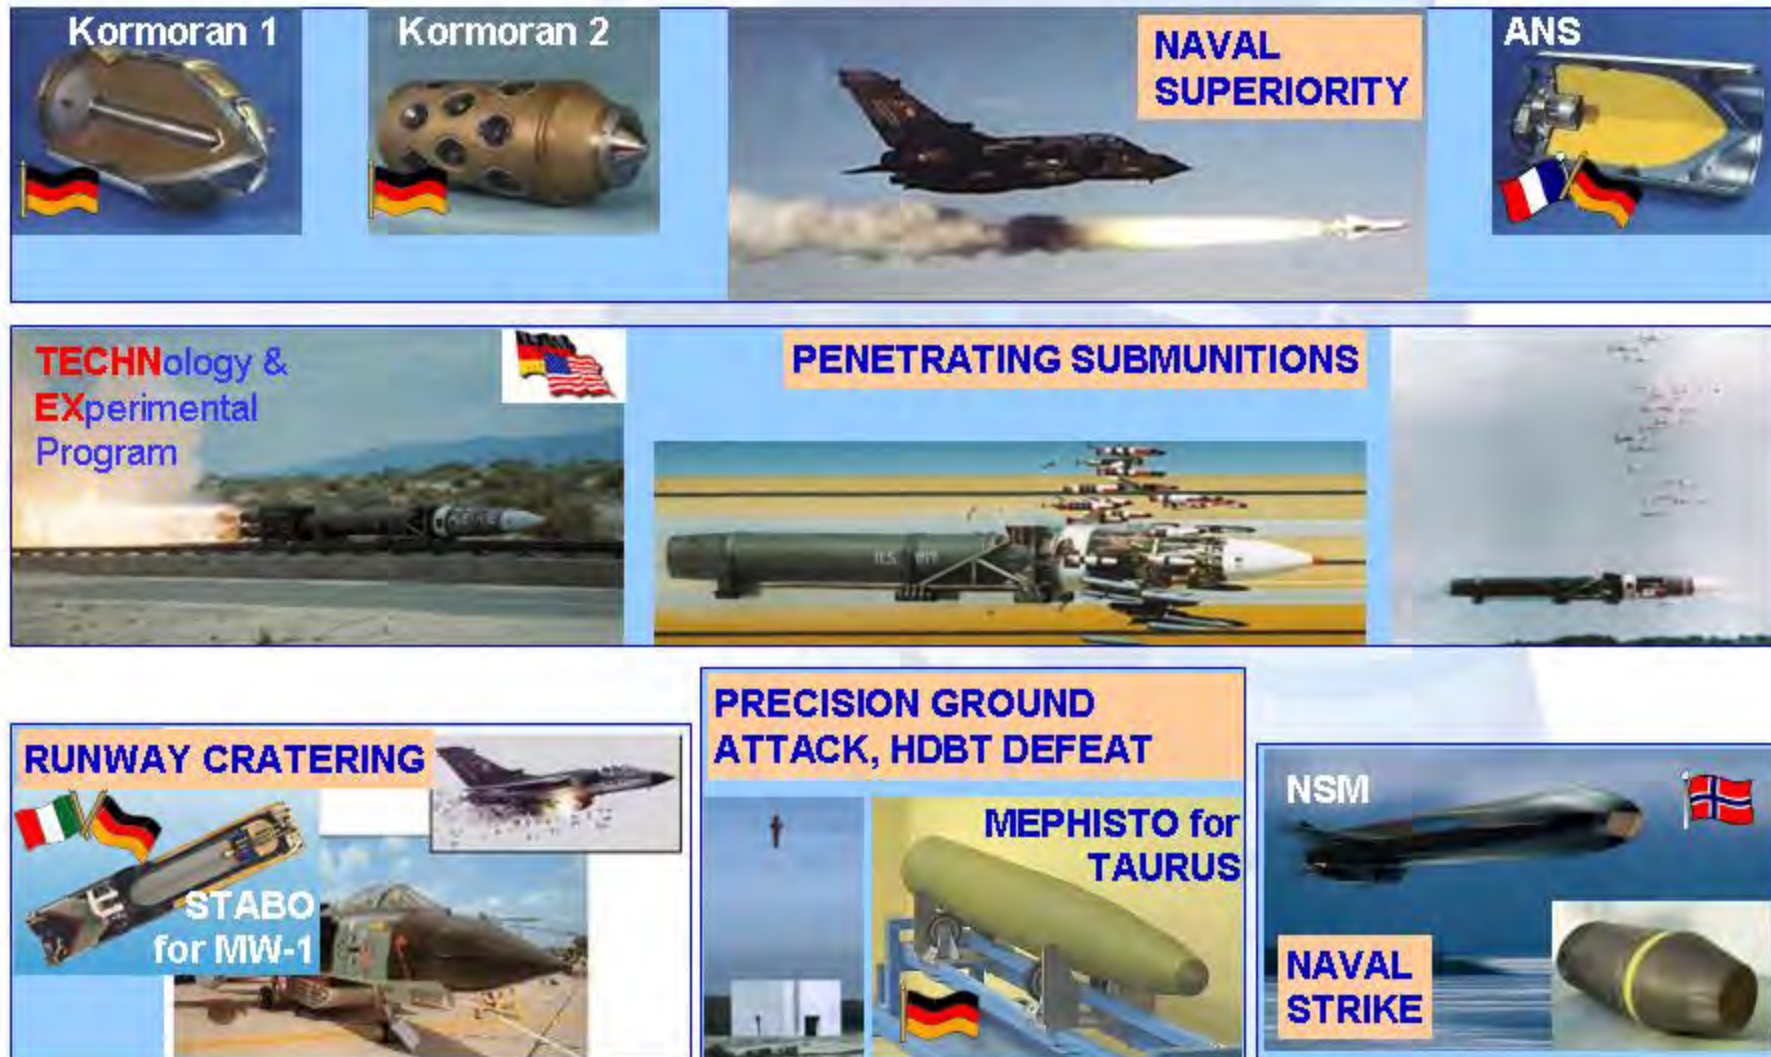 Kormoran 1
Kormoran 2
NAVAL
SUPERIORITY
ANS
TECHNology &
EXperimental
Program
PENETRATING SUBMUNITIONS
RUNWAY CRATERING
STABO
for MW-1
PRECISION GROUND
ATTACK, HDBT DEFEAT
MEPHISTO for
TAURUS
NSM
NAVAL
STRIKE